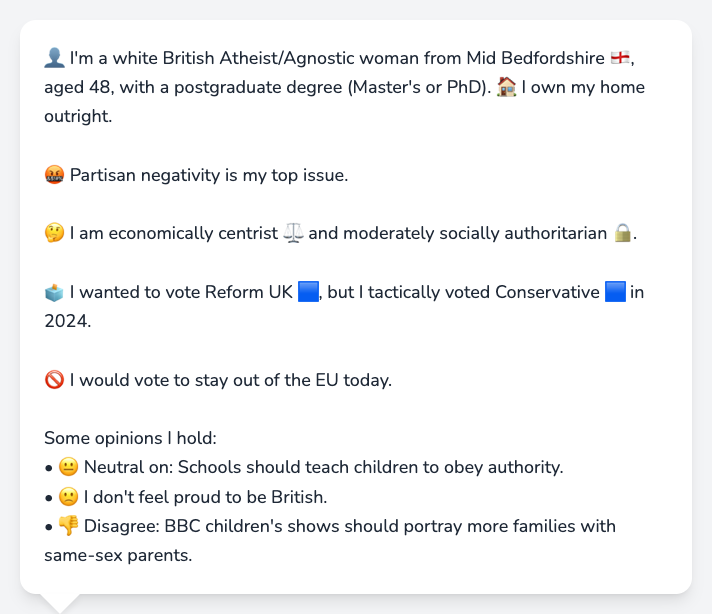 👤 I'm a white British Atheist/Agnostic woman from Mid Bedfordshire 🏴󠁧󠁢󠁥󠁮󠁧󠁿,
aged 48, with a postgraduate degree (Master's or PhD). 🏠 I own my home
outright.
🤬 Partisan negativity is my top issue.
🤔 I am economically centrist ⚖️ and moderately socially authoritarian 🔒.
🗳️ I wanted to vote Reform UK 🟦, but I tactically voted Conservative 🟦 in
2024.
🚫 I would vote to stay out of the EU today.
Some opinions I hold:
• 😐 Neutral on: Schools should teach children to obey authority.
• 🙁 I don't feel proud to be British.
• 👎 Disagree: BBC children's shows should portray more families with
same-sex parents.